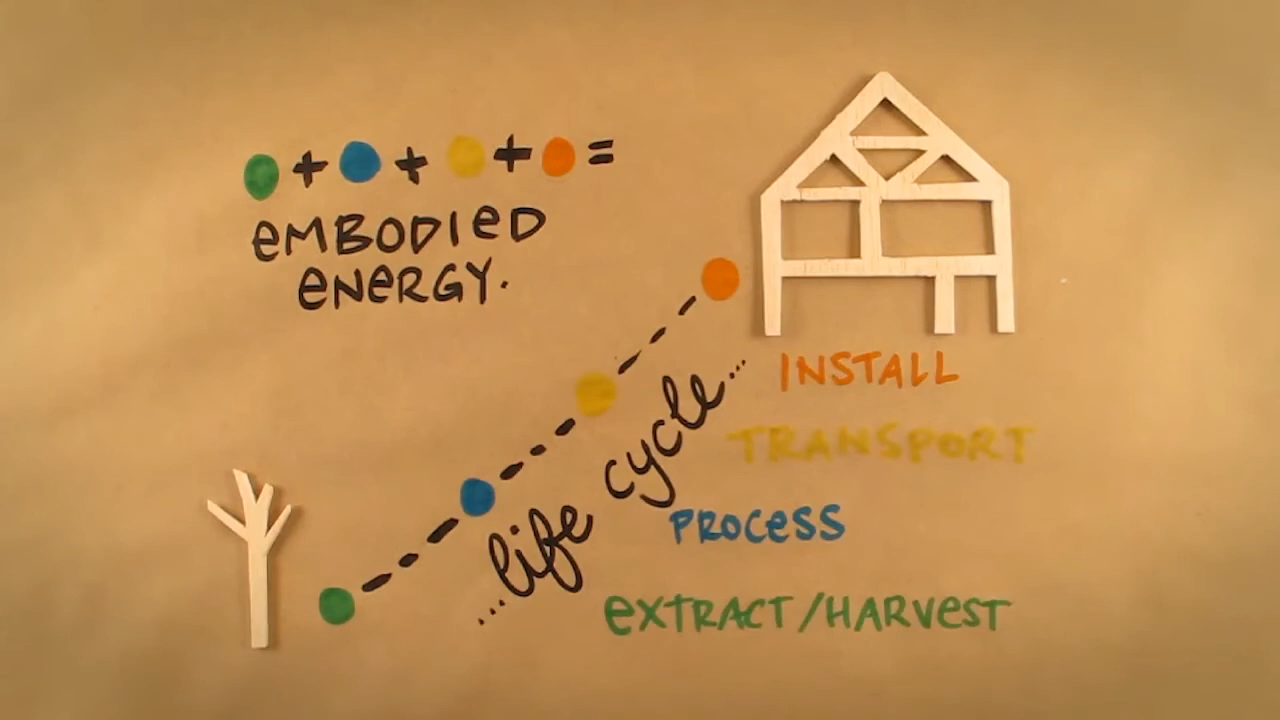 + + + =
eMBODIeD
eNeRGY.
...life cycle...
INSTALL
TRANSPORT
PROCeSS
eXTRACT/HARVeST